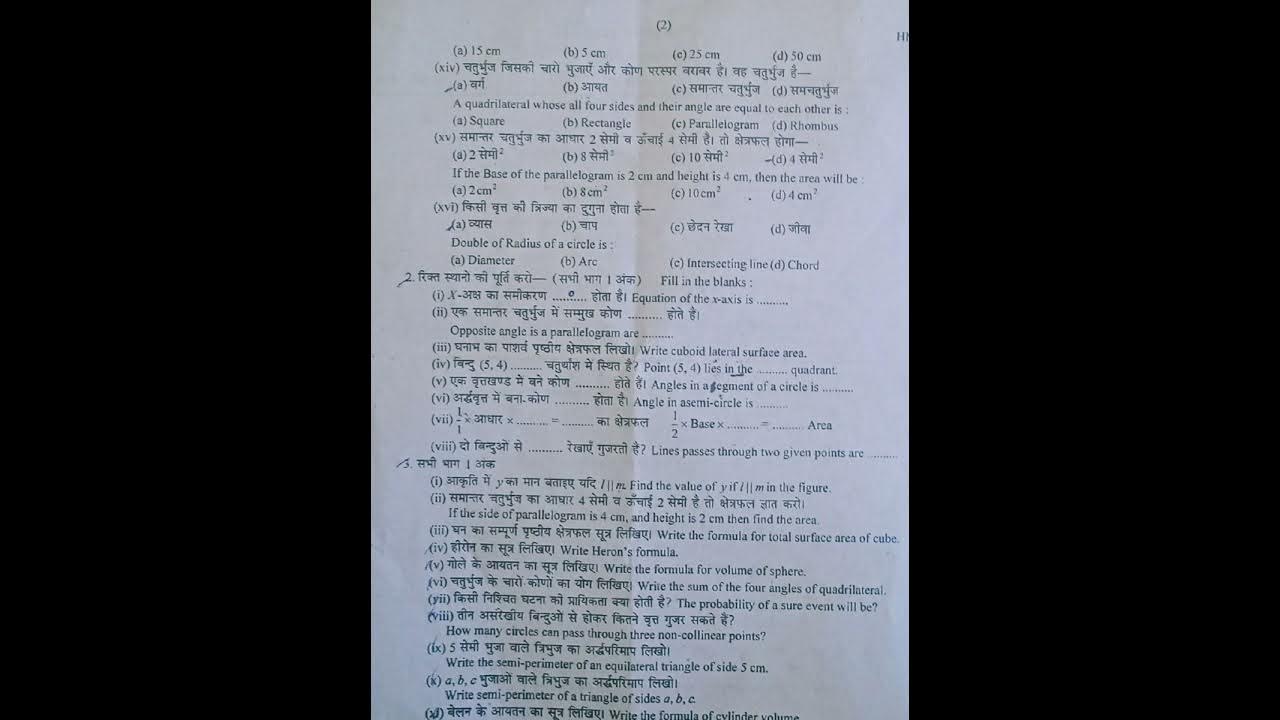 (2)
HN
(a) 15 cm (b) 5 cm (c) 25 cm (d) 50 cm
(xiv) चतुर्भुज जिसकी चारों भुजाएँ और कोण परस्पर बराबर है। वह चतुर्भुज है—
(a) वर्ग (b) आयत (c) समान्तर चतुर्भुज (d) समचतुर्भुज
A quadrilateral whose all four sides and their angle are equal to each other is :
(a) Square (b) Rectangle (c) Parallelogram (d) Rhombus
(xv) समान्तर चतुर्भुज का आधार 2 सेमी व ऊँचाई 4 सेमी है। तो क्षेत्रफल होगा—
(a) 2 सेमी² (b) 8 सेमी² (c) 10 सेमी² (d) 4 सेमी²
If the Base of the parallelogram is 2 cm and height is 4 cm, then the area will be :
(a) 2cm² (b) 8cm² (c) 10cm² (d) 4 cm²
(xvi) किसी वृत्त की त्रिज्या का दुगुना होता है—
(a) व्यास (b) चाप (c) छेदन रेखा (d) जीवा
Double of Radius of a circle is :
(a) Diameter (b) Arc (c) Intersecting line (d) Chord
2. रिक्त स्थानो की पूर्ति करो— (सभी भाग 1 अंक) Fill in the blanks :
(i) X-अक्ष का समीकरण .......... होता है। Equation of the x-axis is ..........
(ii) एक समान्तर चतुर्भुज में सम्मुख कोण .......... होते है।
Opposite angle is a parallelogram are ..........
(iii) घनाभ का पार्श्व पृष्ठीय क्षेत्रफल लिखो। Write cuboid lateral surface area.
(iv) बिन्दु (5, 4) .......... चतुर्थांश में स्थित है? Point (5, 4) lies in the .......... quadrant.
(v) एक वृत्तखण्ड में बने कोण .......... होते हैं। Angles in a segment of a circle is ..........
(vi) अर्द्धवृत्त में बना-कोण .......... होता है। Angle in asemi-circle is ..........
(vii) 1/1 × आधार × .......... = .......... का क्षेत्रफल 1/2 × Base × .......... = .......... Area
(viii) दो बिन्दुओं से .......... रेखाएँ गुजरती है? Lines passes through two given points are ..........
3. सभी भाग 1 अंक
(i) आकृति में y का मान बताइए यदि l || m. Find the value of y if l || m in the figure.
(ii) समान्तर चतुर्भुज का आधार 4 सेमी व ऊँचाई 2 सेमी है तो क्षेत्रफल ज्ञात करो।
If the side of parallelogram is 4 cm, and height is 2 cm then find the area.
(iii) घन का सम्पूर्ण पृष्ठीय क्षेत्रफल सूत्र लिखिए। Write the formula for total surface area of cube.
(iv) हीरोन का सूत्र लिखिए। Write Heron's formula.
(v) गोले के आयतन का सूत्र लिखिए। Write the formula for volume of sphere.
(vi) चतुर्भुज के चारों कोणों का योग लिखिए। Write the sum of the four angles of quadrilateral.
(vii) किसी निश्चित घटना की प्रायिकता क्या होती है? The probability of a sure event will be?
(viii) तीन असंरेखीय बिन्दुओं से होकर कितने वृत्त गुजर सकते हैं?
How many circles can pass through three non-collinear points?
(ix) 5 सेमी भुजा वाले त्रिभुज का अर्द्धपरिमाप लिखो।
Write the semi-perimeter of an equilateral triangle of side 5 cm.
(x) a, b, c भुजाओं वाले त्रिभुज का अर्द्धपरिमाप लिखो।
Write semi-perimeter of a triangle of sides a, b, c.
(xi) बेलन के आयतन का सूत्र लिखिए। Write the formula of cylinder volume